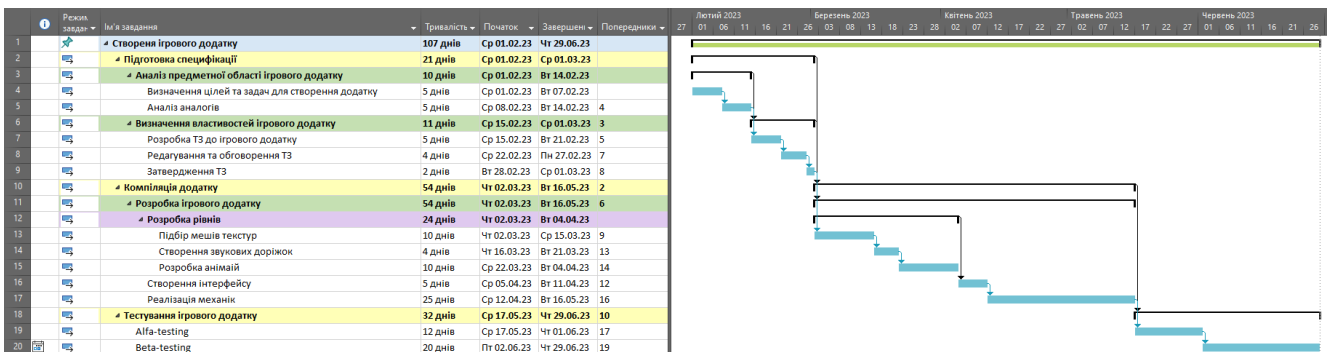 Лютий 2023 Березень 2023 Квітень 2023 Травень 2023 Червень 2023
Режим завдан Ім'я завдання Тривалість Початок Завершені Попередники 27 01 06 11 16 21 26 03 08 13 18 23 28 02 07 12 17 22 27 02 07 12 17 22 27 01 06 11 16 21 26
1 Створеня ігрового додатку 107 днів Ср 01.02.23 Чт 29.06.23
2 Підготовка специфікації 21 днів Ср 01.02.23 Ср 01.03.23
3 Аналіз предметної області ігрового додатку 10 днів Ср 01.02.23 Вт 14.02.23
4 Визначення цілей та задач для створення додатку 5 днів Ср 01.02.23 Вт 07.02.23
5 Аналіз аналогів 5 днів Ср 08.02.23 Вт 14.02.23 4
6 Визначення властивостей ігрового додатку 11 днів Ср 15.02.23 Ср 01.03.23 3
7 Розробка ТЗ до ігрового додатку 5 днів Ср 15.02.23 Вт 21.02.23 5
8 Редагування та обговорення ТЗ 4 днів Ср 22.02.23 Пн 27.02.23 7
9 Затвердження ТЗ 2 днів Вт 28.02.23 Ср 01.03.23 8
10 Компіляція додатку 54 днів Чт 02.03.23 Вт 16.05.23 2
11 Розробка ігрового додатку 54 днів Чт 02.03.23 Вт 16.05.23 6
12 Розробка рівнів 24 днів Чт 02.03.23 Вт 04.04.23
13 Підбір мешів текстур 10 днів Чт 02.03.23 Ср 15.03.23 9
14 Створення звукових доріжок 4 днів Чт 16.03.23 Вт 21.03.23 13
15 Розробка анімаій 10 днів Ср 22.03.23 Вт 04.04.23 14
16 Створення інтерфейсу 5 днів Ср 05.04.23 Вт 11.04.23 12
17 Реалізація механік 25 днів Ср 12.04.23 Вт 16.05.23 16
18 Тестування ігрового додатку 32 днів Ср 17.05.23 Чт 29.06.23 10
19 Alfa-testing 12 днів Ср 17.05.23 Чт 01.06.23 17
20 Beta-testing 20 днів Пт 02.06.23 Чт 29.06.23 19